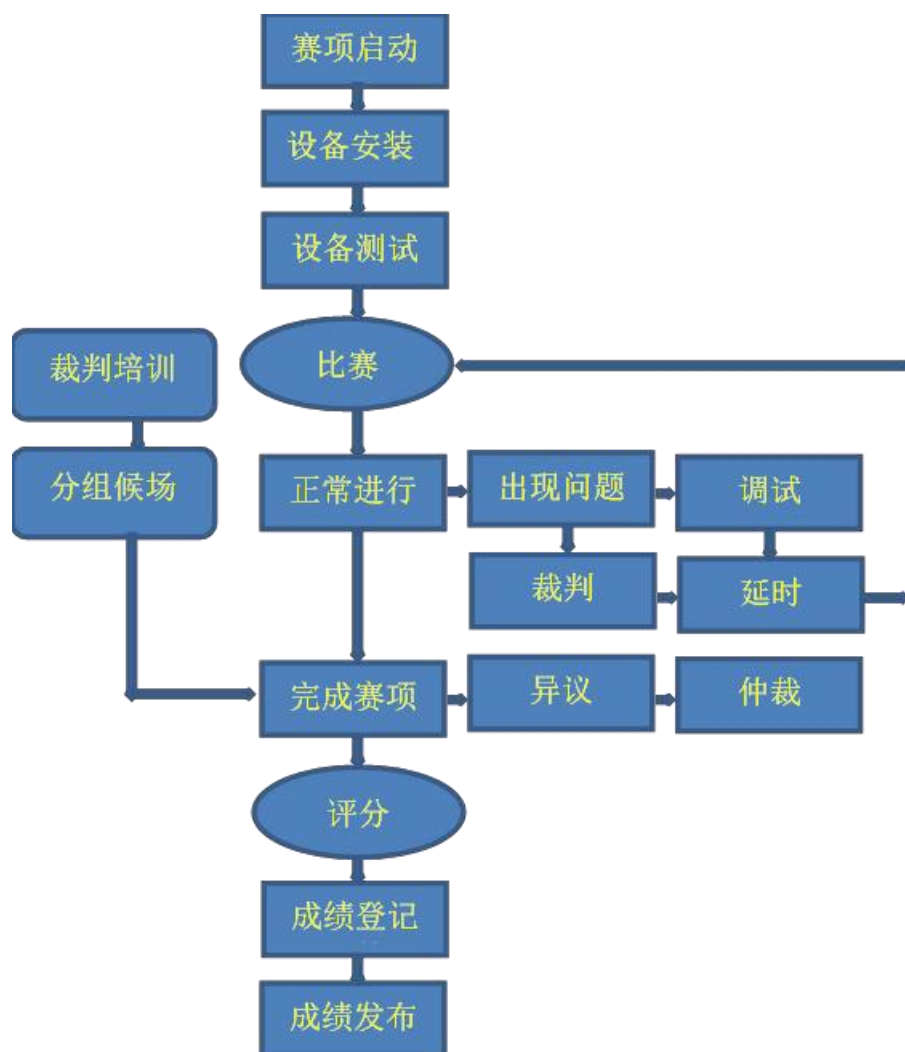 赛项启动
设备安装
设备测试
裁判培训
比赛
分组候场
正常进行
出现问题
调试
裁判
延时
完成赛项
异议
仲裁
评分
成绩登记
成绩发布